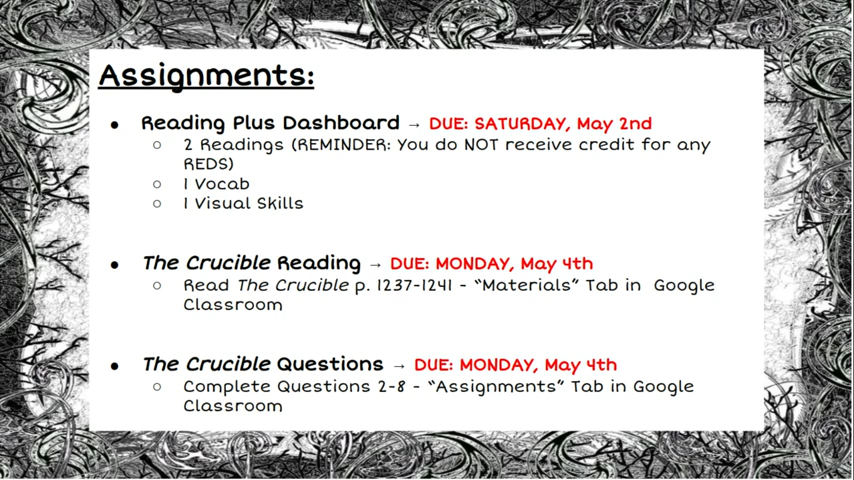 Assignments:
● Reading Plus Dashboard → DUE: SATURDAY, May 2nd
○ 2 Readings (REMINDER: You do NOT receive credit for any
REDS)
○ 1 Vocab
○ 1 Visual Skills
● The Crucible Reading → DUE: MONDAY, May 4th
○ Read The Crucible p. 1237-1241 - “Materials” Tab in Google
Classroom
● The Crucible Questions → DUE: MONDAY, May 4th
○ Complete Questions 2-8 - “Assignments” Tab in Google
Classroom